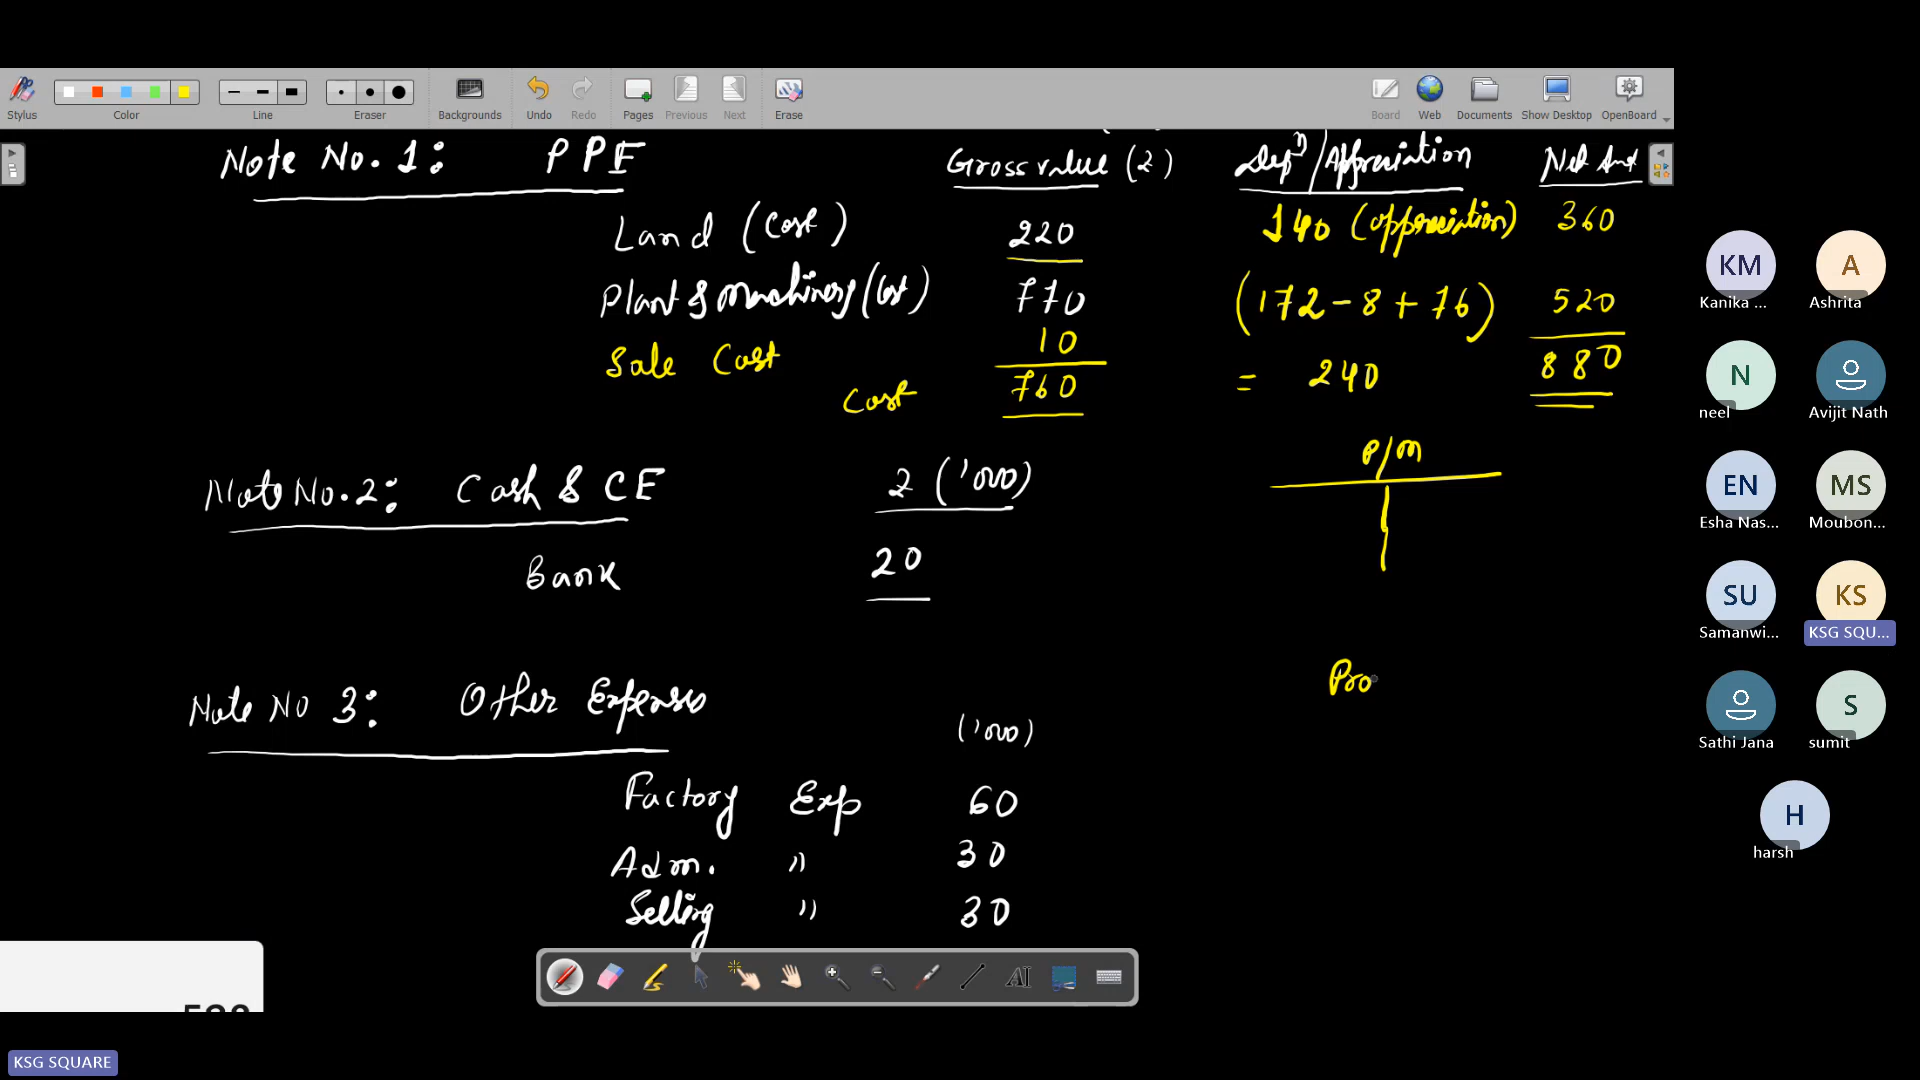 Stylus
Color
Line
Eraser
Backgrounds
Undo
Redo
Pages
Previous
Next
Erase
Board
Web
Documents
Show Desktop
OpenBoard
Note No. 1: PPE Gross value (2) Depn/Appreciation Net Amt
Land (Cost) 220 140 (appreciation) 360
Plant & Machinery (Cost) 770 (172 - 8 + 76) 520
Sale Cost 10
Cost 760 = 240 880
P/M
Note No. 2: Cash & CE 2 ('000)
Bank 20
Pro
Note No 3: Other Expenses
('000)
Factory Exp 60
Adm. " 30
Selling " 30
KM
Kanika ...
A
Ashrita
N
neel
Avijit Nath
EN
Esha Nas...
MS
Moubon...
SU
Samanwi...
KS
KSG SQU...
Sathi Jana
S
sumit
H
harsh
KSG SQUARE